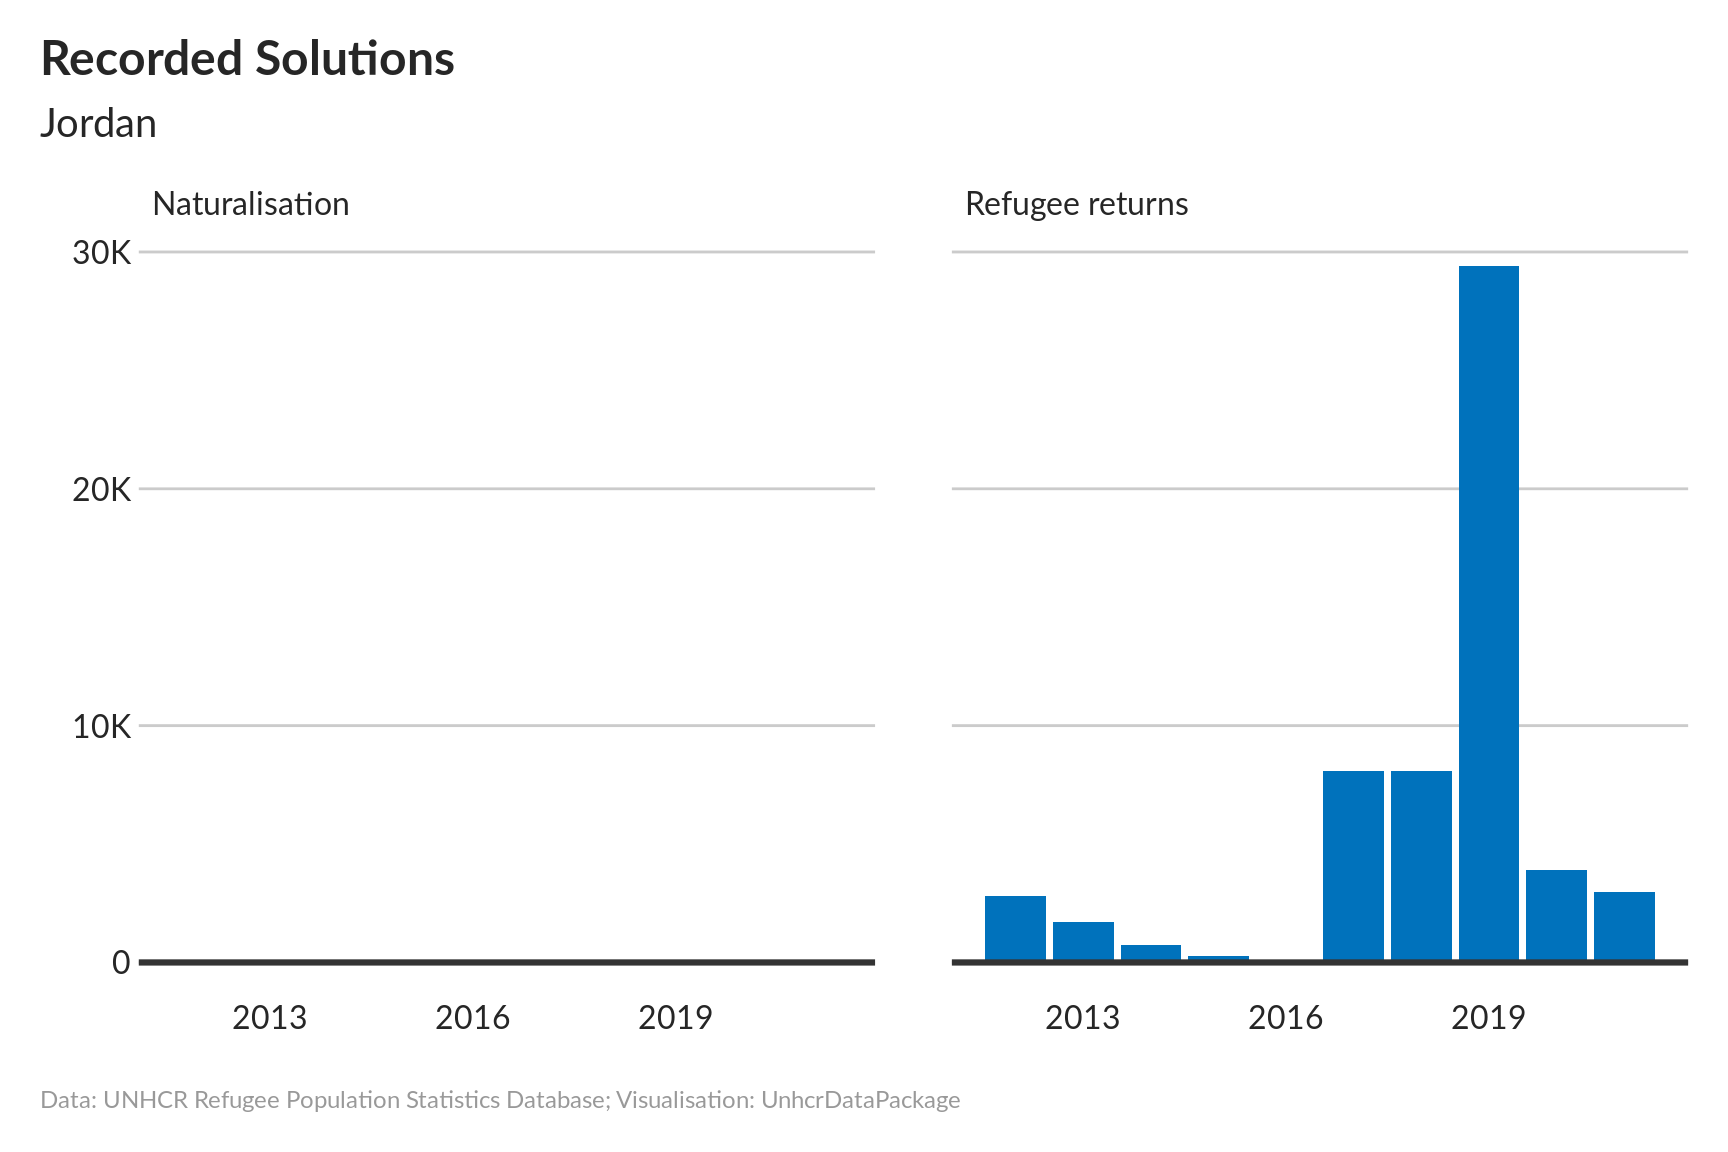 Recorded Solutions
Jordan
Naturalisation
Refugee returns
30K
20K
10K
0
2013 2016 2019
2013 2016 2019
Data: UNHCR Refugee Population Statistics Database; Visualisation: UnhcrDataPackage